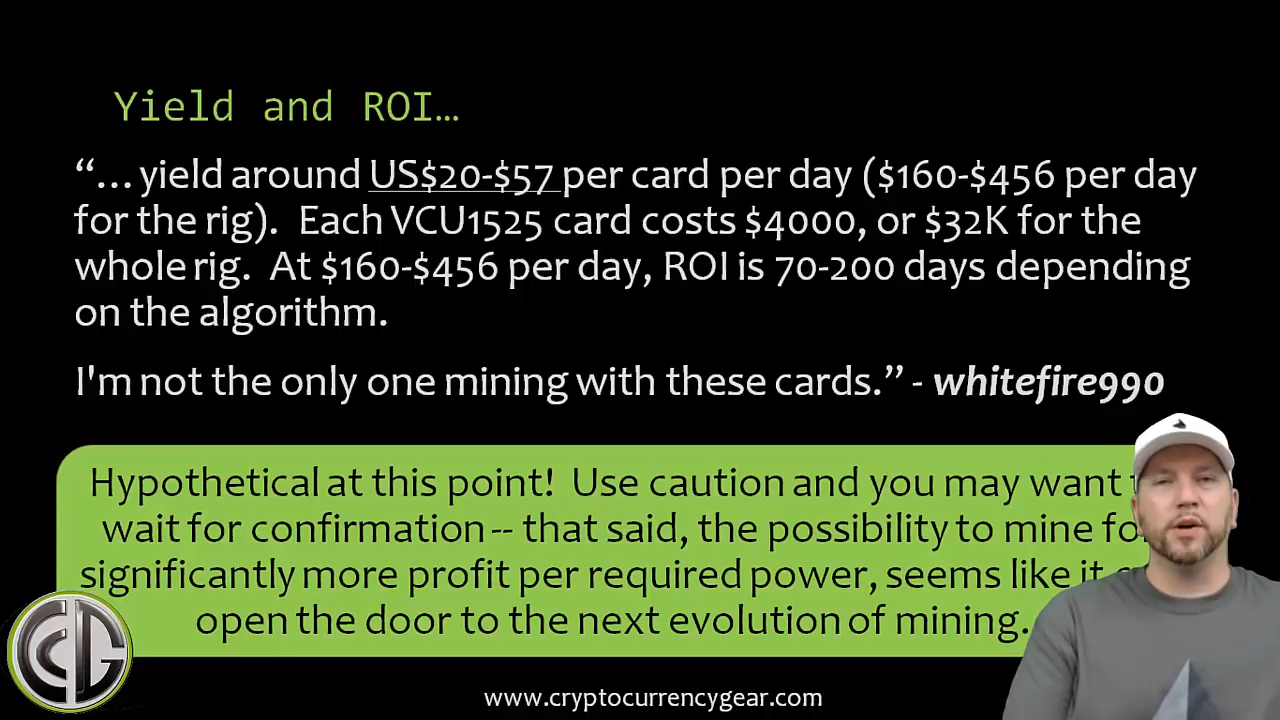 Yield and ROI…
“…yield around US$20-$57 per card per day ($160-$456 per day
for the rig). Each VCU1525 card costs $4000, or $32K for the
whole rig. At $160-$456 per day, ROI is 70-200 days depending
on the algorithm.
I'm not the only one mining with these cards.” - whitefire990
Hypothetical at this point! Use caution and you may want
wait for confirmation -- that said, the possibility to mine
significantly more profit per required power, seems like it
open the door to the next evolution of mining.
CCG
www.cryptocurrencygear.com